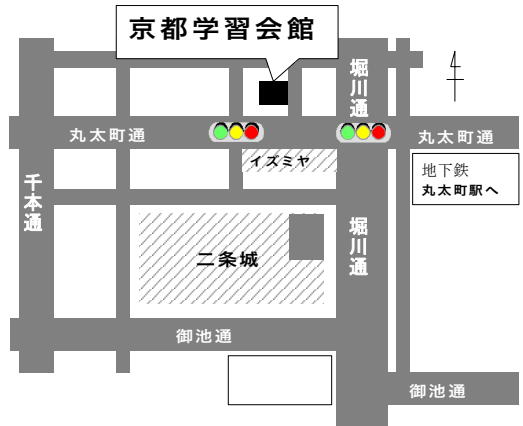 京都学習会館
堀川通
丸太町通
丸太町通
イズミヤ
地下鉄
丸太町駅へ
千本通
堀川通
二条城
御池通
御池通